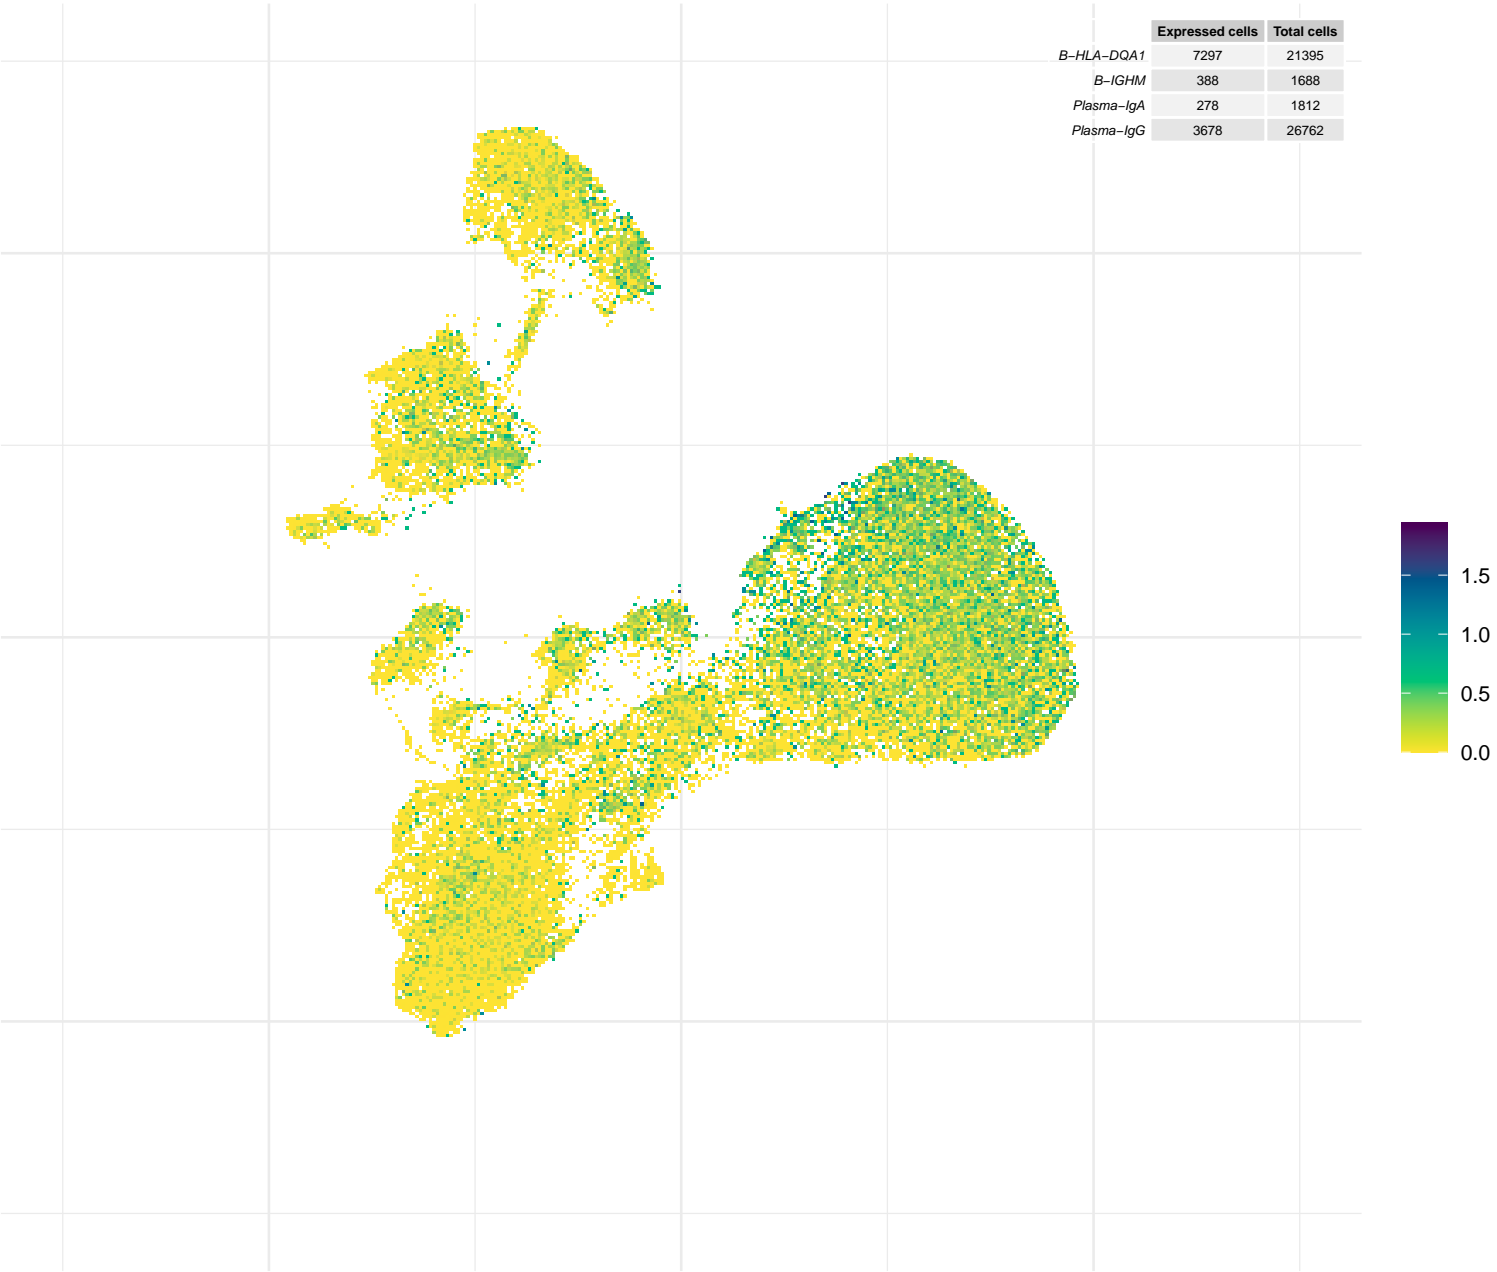 Expressed cells Total cells
B−HLA−DQA1 7297 21395
B−IGHM 388 1688
Plasma−IgA 278 1812
Plasma−IgG 3678 26762
1.5
1.0
0.5
0.0